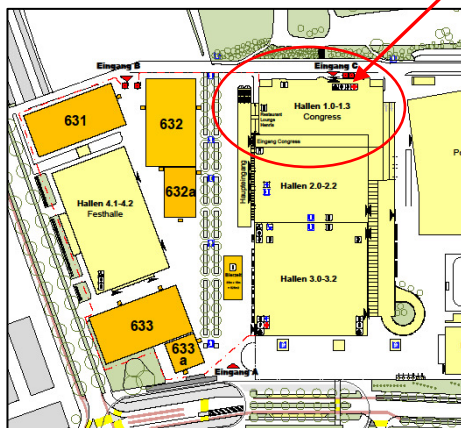 Eingang B
Eingang C
631
632
Hallen 1.0-1.3
Congress
Restaurant
Lounge
Eingang Congress
632a
Hallen 4.1-4.2
Festhalle
Haupteingang
Hallen 2.0-2.2
Hallen 3.0-3.2
633
633
a
Eingang A